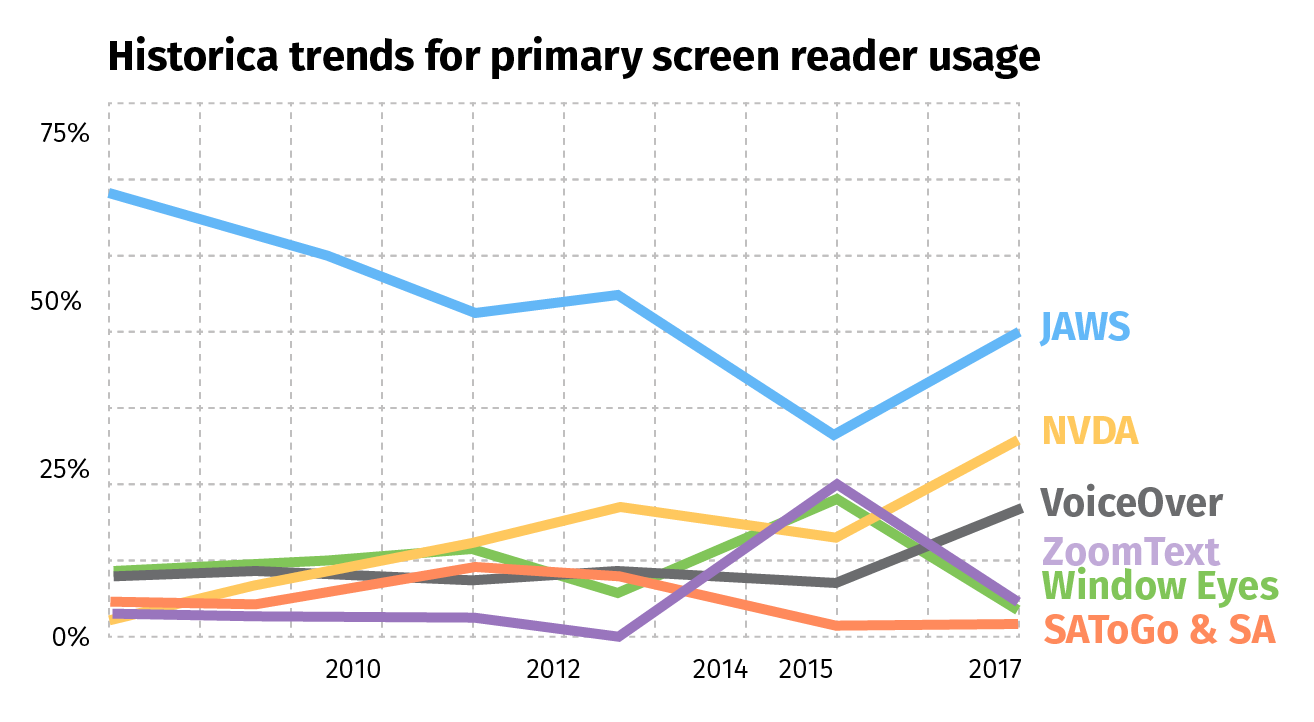 Historica trends for primary screen reader usage
75%
50%
25%
0%
2010
2012
2014
2015
2017
JAWS
NVDA
VoiceOver
ZoomText
Window Eyes
SAToGo & SA